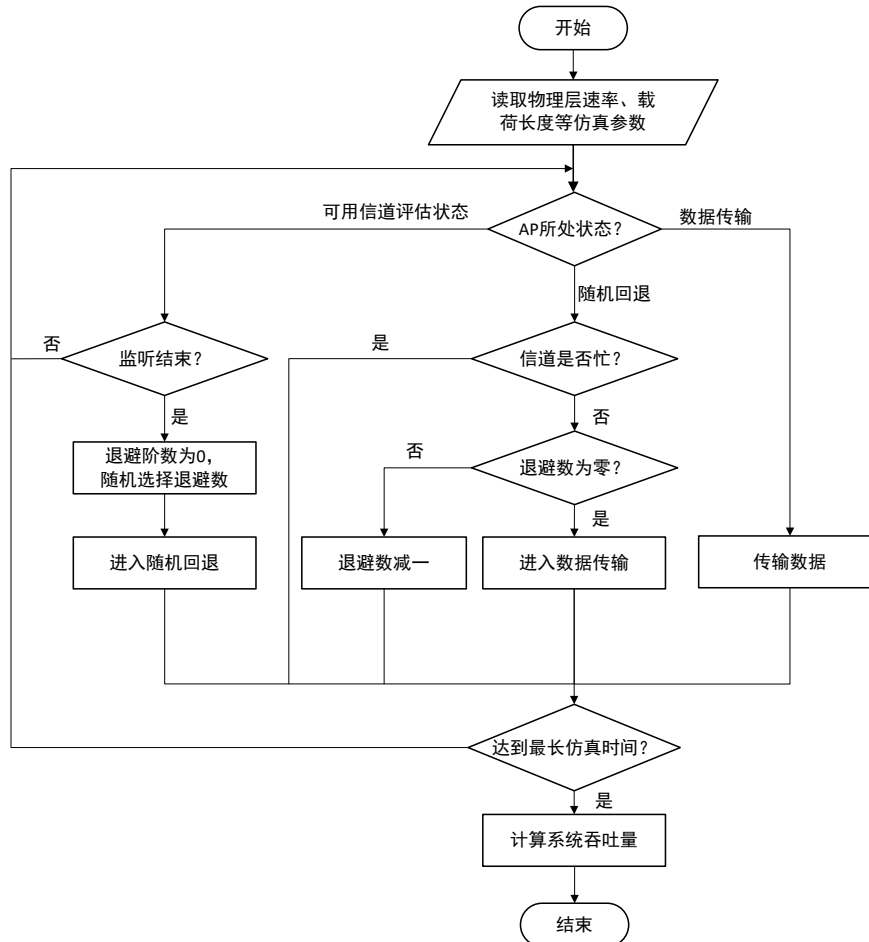 开始
读取物理层速率、载
荷长度等仿真参数
可用信道评估状态
AP所处状态?
数据传输
随机回退
否
监听结束?
是
信道是否忙?
是
否
退避阶数为0,
随机选择退避数
否
退避数为零?
是
进入随机回退
退避数减一
进入数据传输
传输数据
达到最长仿真时间?
是
计算系统吞吐量
结束